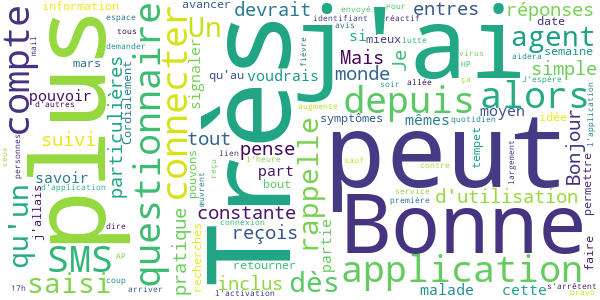 information
avancer
espace
tous
mail
demander
Cordialement
plus
compte
mars
pouvoir
d'autres
suivi
personnes
savoir
j'allais
ceux
d'application
qu'un
dire
SMS
AP
17h
coup
saisi
arriver
particulières
questionnaire
connecter
pratique
Un
signaler
qu'au
voudrais
tout
pouvons
lien
reçu
œuvrent
part
bout
constante
connexion
reçois
recherches
retourner
inclus
l'activation
Très
l'heure
pense
monde
fièvre
devrait
identifiant
avis
si
Mais
j'ai
envoyé
Pour
réactif
mieux
lutte
Je
soir
allée
entres
virus
HP
ça
réponses
date
agent
semaine
aidera
J'espère
simple
depuis
alors
augmente
rappelle
partie
dès
symptômes
mêmes
moyen
quotidien
idée
l'application
peut
tempet
largement
Bonjour
permettre
sauf
contre
service
première
d'utilisation
Bonne
faire
application
malade
cette
s'arrêtent
bravo